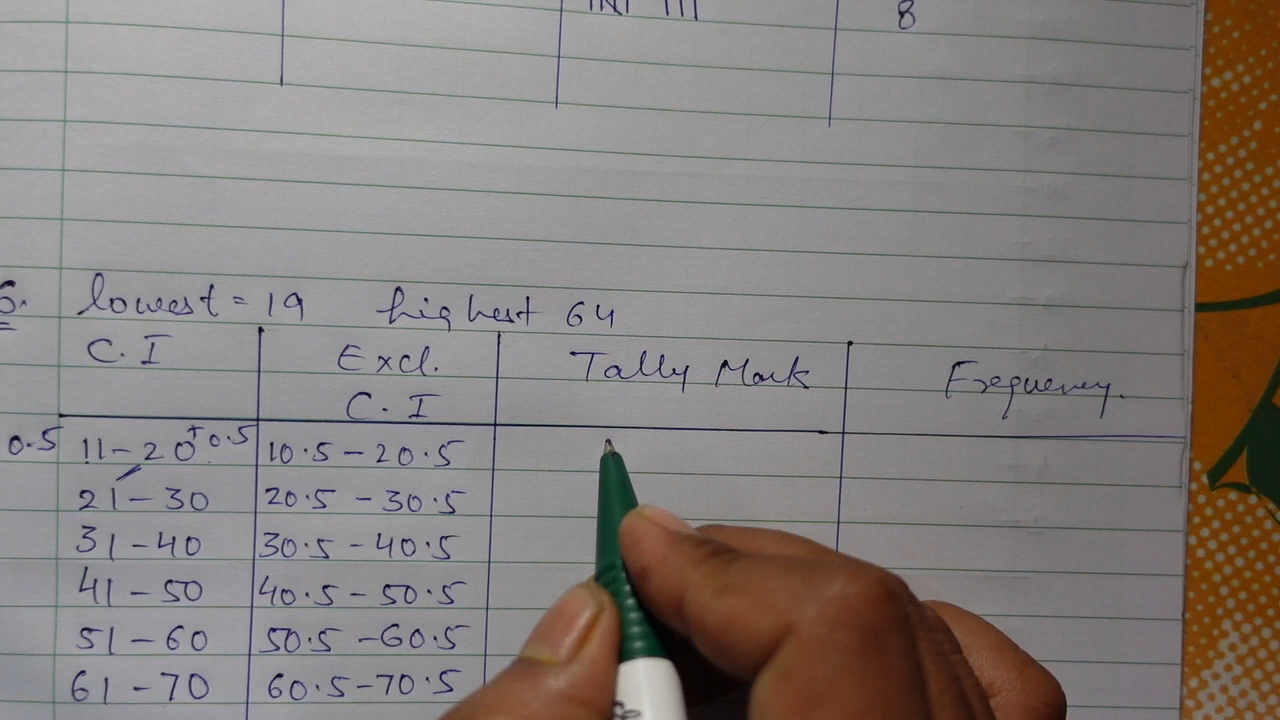 8
6. lowest = 19 highest 64
C.I Excl. C.I Tally Mark Frequency.
0.5 11-20+0.5 10.5-20.5
21-30 20.5-30.5
31-40 30.5-40.5
41-50 40.5-50.5
51-60 50.5-60.5
61-70 60.5-70.5